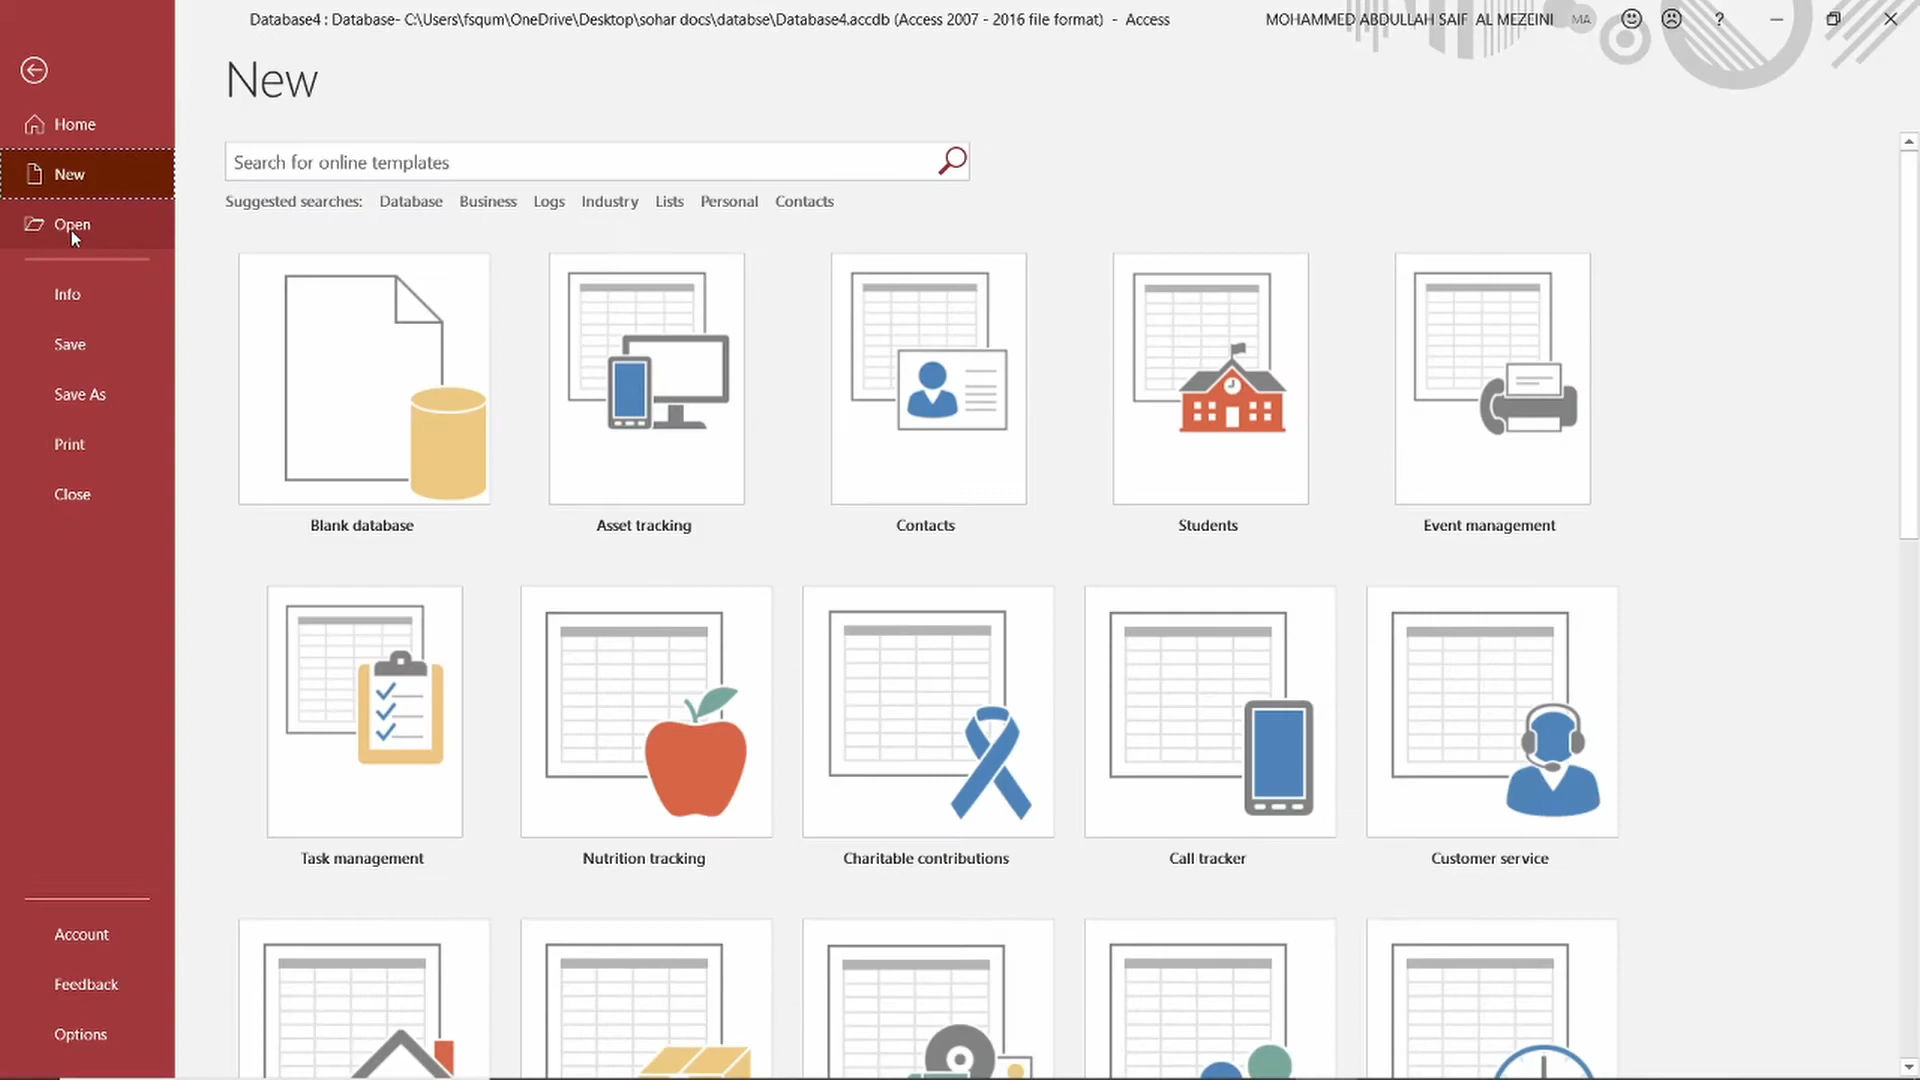 Database4 : Database- C:\Users\fsqum\OneDrive\Desktop\sohar docs\databse\Database4.accdb (Access 2007 - 2016 file format)  -  Access
MOHAMMED ABDULLAH SAIF AL MEZEINI MA
?
New
Home
New
Open
Info
Save
Save As
Print
Close
Account
Feedback
Options
Search for online templates
Suggested searches: Database Business Logs Industry Lists Personal Contacts
Blank database Asset tracking Contacts Students Event management
Task management Nutrition tracking Charitable contributions Call tracker Customer service